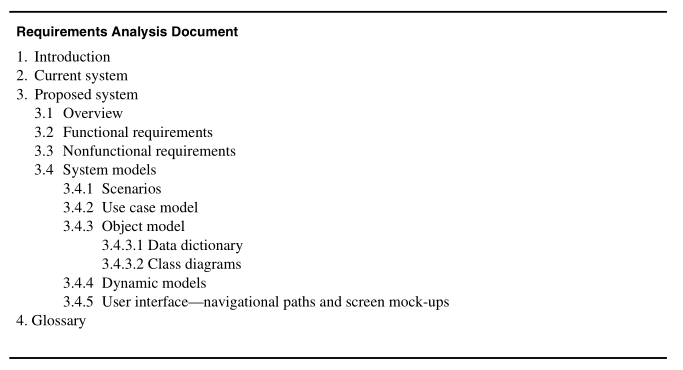 Requirements Analysis Document
1. Introduction
2. Current system
3. Proposed system
3.1 Overview
3.2 Functional requirements
3.3 Nonfunctional requirements
3.4 System models
3.4.1 Scenarios
3.4.2 Use case model
3.4.3 Object model
3.4.3.1 Data dictionary
3.4.3.2 Class diagrams
3.4.4 Dynamic models
3.4.5 User interface—navigational paths and screen mock-ups
4. Glossary